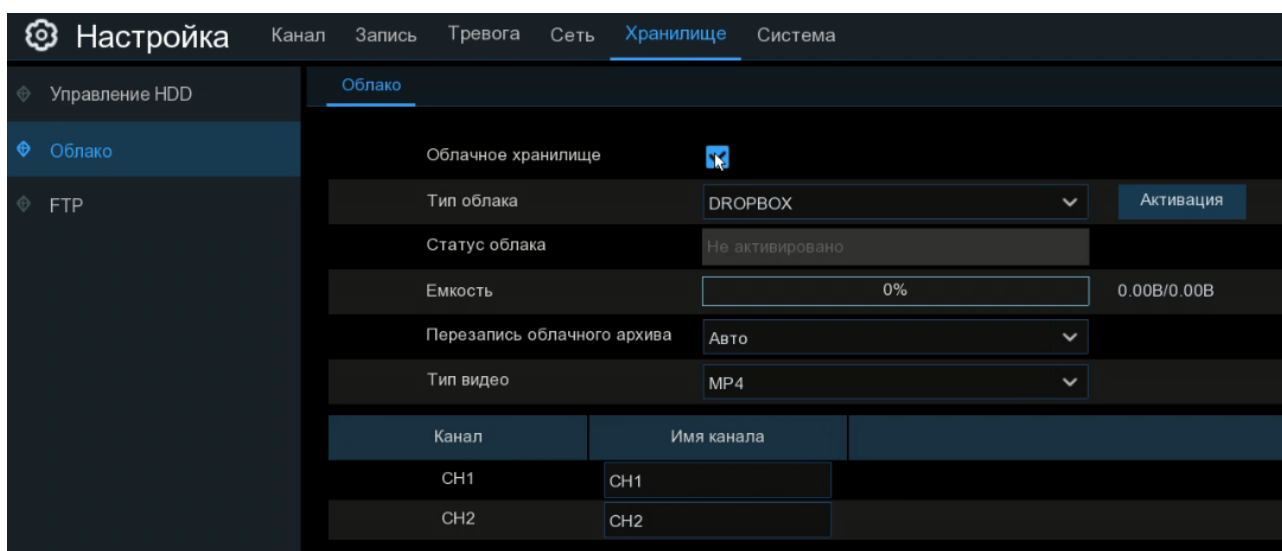 Настройка Канал Запись Тревога Сеть Хранилище Система
Управление HDD
Облако
FTP
Облако
Облачное хранилище
Тип облака DROPBOX Активация
Статус облака Не активировано
Емкость 0% 0.00B/0.00B
Перезапись облачного архива Авто
Тип видео MP4
Канал Имя канала
CH1 CH1
CH2 CH2